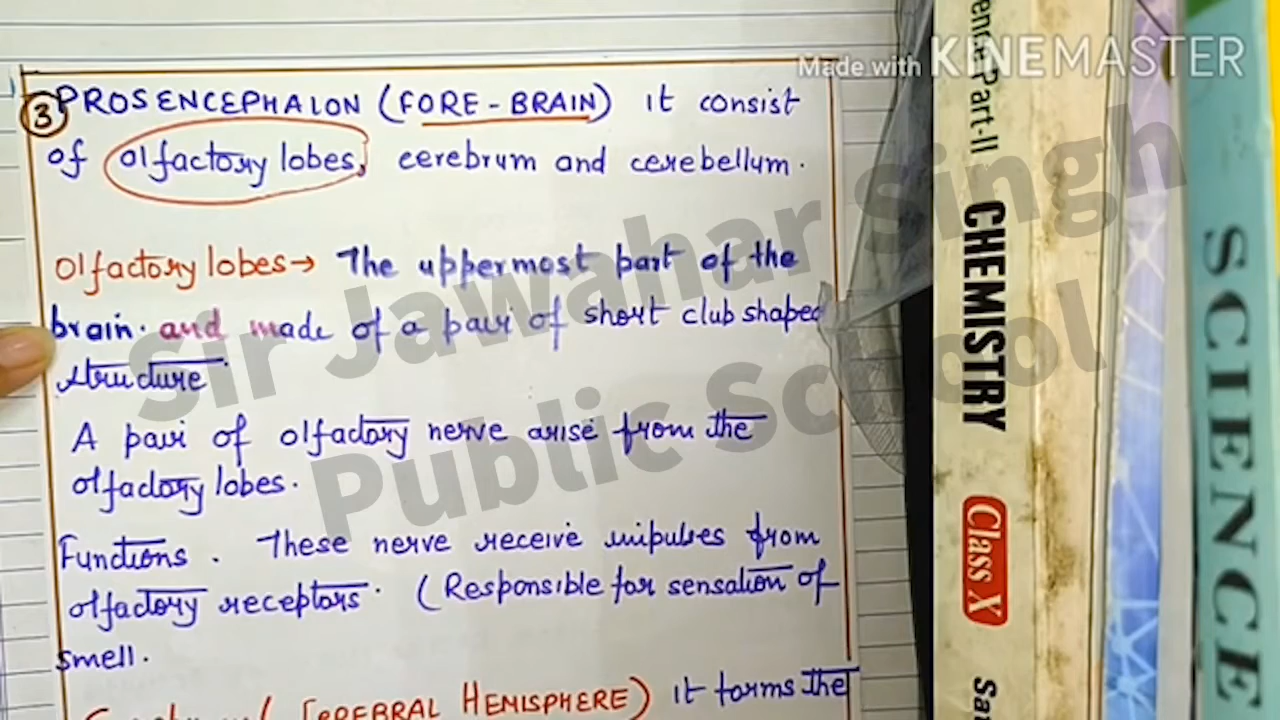 Made with KINEMASTER
3 PROSENCEPHALON (FORE-BRAIN) it consist
of olfactory lobes, cerebrum and cerebellum.
Olfactory lobes → The uppermost part of the
brain. and made of a pair of short club shaped
structure
A pair of olfactory nerve arise from the
olfactory lobes.
Functions. These nerve receive impulses from
olfactory receptors. (Responsible for sensation of
smell.
CEREBRAL HEMISPHERE) it forms the
Sir Jawahar Singh
Public School
Part-II CHEMISTRY Class X
SCIENCE